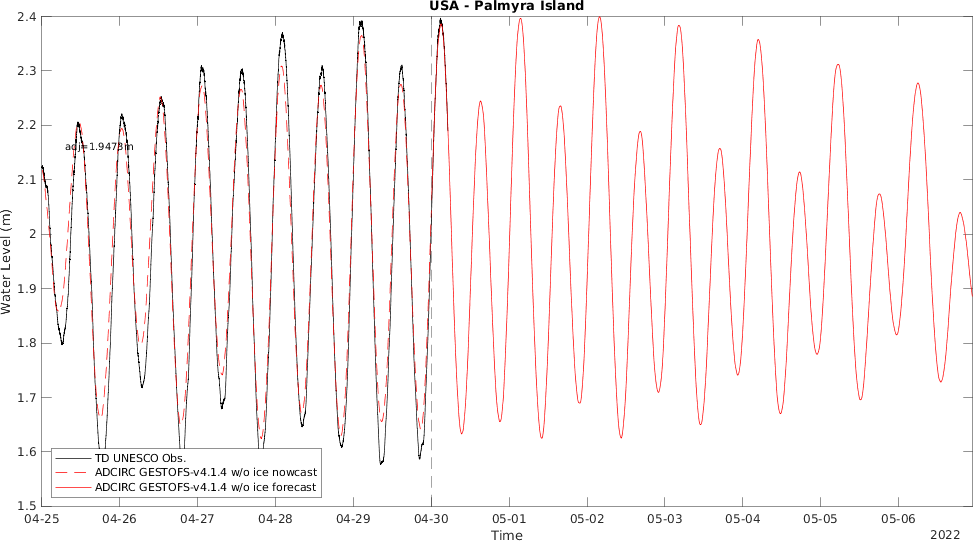 USA - Palmyra Island
2.4
2.3
2.2
adj=1.9473m
2.1
2
1.9
1.8
1.7
1.6
1.5
Water Level (m)
TD UNESCO Obs.
ADCIRC GESTOFS-v4.1.4 w/o ice nowcast
ADCIRC GESTOFS-v4.1.4 w/o ice forecast
04-25 04-26 04-27 04-28 04-29 04-30 05-01 05-02 05-03 05-04 05-05 05-06
Time
2022